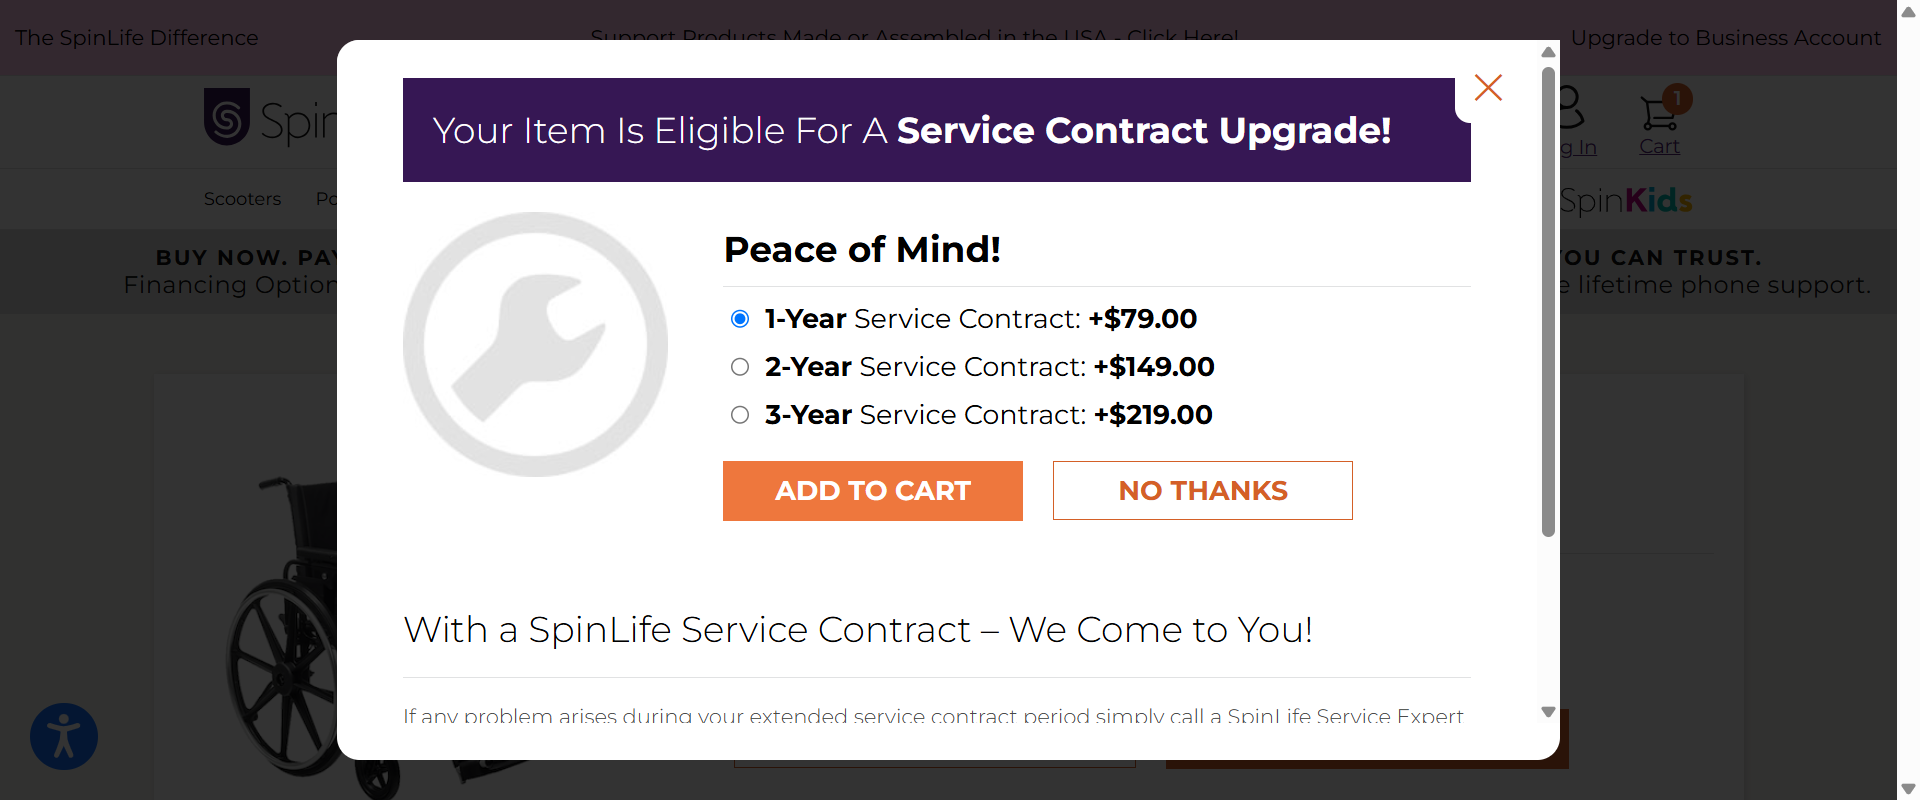 The SpinLife Difference
Support Products Made or Assembled in the USA - Click Here!
Upgrade to Business Account
Spin
1
g In
Cart
Scooters
Po
SpinKids
BUY NOW. PAY
Financing Option
YOU CAN TRUST.
e lifetime phone support.
Your Item Is Eligible For A Service Contract Upgrade!
Peace of Mind!
1-Year Service Contract: +$79.00
2-Year Service Contract: +$149.00
3-Year Service Contract: +$219.00
ADD TO CART
NO THANKS
With a SpinLife Service Contract – We Come to You!
If any problem arises during your extended service contract period simply call a SpinLife Service Expert